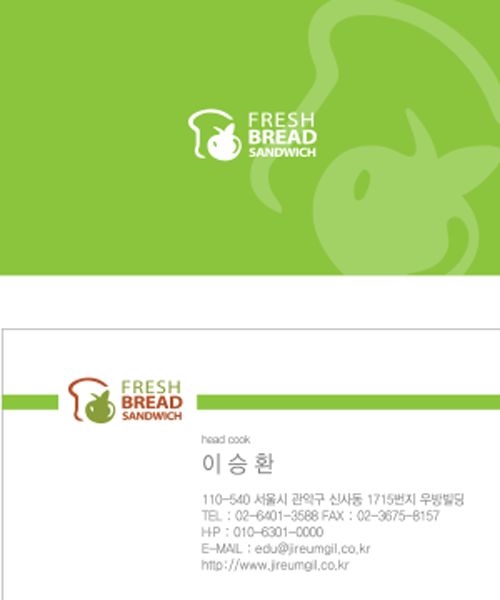 FRESH
BREAD
SANDWICH
FRESH
BREAD
SANDWICH
head cook
이 승 환
110-540 서울시 관악구 신사동 1715번지 우방빌딩
TEL : 02-6401-3588 FAX : 02-3675-8157
H·P : 010-6301-0000
E-MAIL : edu@jireumgil.co.kr
http://www.jireumgil.co.kr